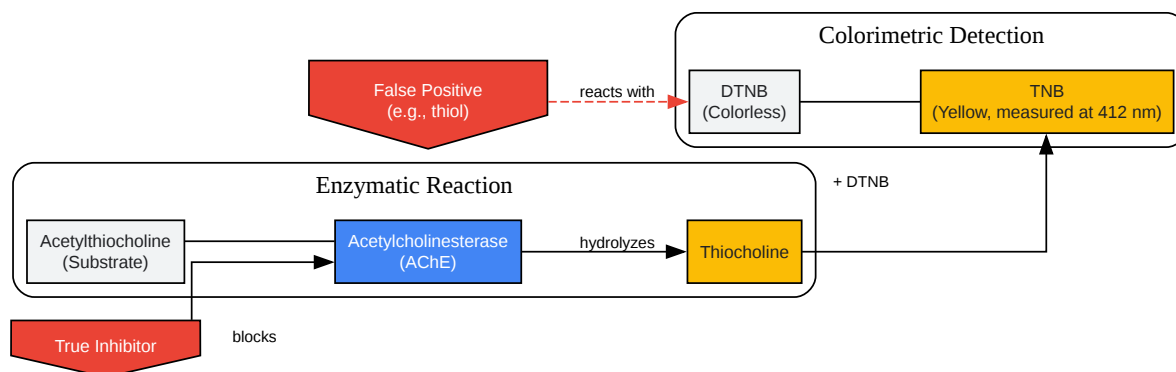 Colorimetric Detection
False Positive
(e.g., thiol)
reacts with
DTNB
(Colorless)
TNB
(Yellow, measured at 412 nm)
Enzymatic Reaction
+ DTNB
Acetylthiocholine
(Substrate)
Acetylcholinesterase
(AChE)
hydrolyzes
Thiocholine
True Inhibitor
blocks